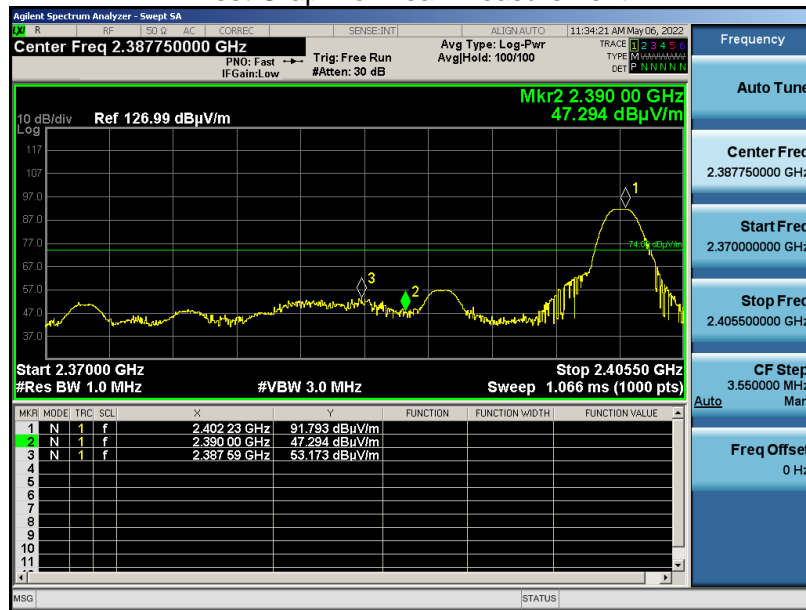 Agilent Spectrum Analyzer - Swept SA
R RF 50 Ω AC CORREC SENSE:INT ALIGN AUTO 11:34:21 AM May 06, 2022
Center Freq 2.387750000 GHz
PNO: Fast
IFGain:Low
Trig: Free Run
#Atten: 30 dB
Avg Type: Log-Pwr
Avg|Hold: 100/100
TRACE 1 2 3 4 5 6
TYPE M WWWWW
DET P N N N N N
Mkr2 2.390 00 GHz
47.294 dBµV/m
10 dB/div Ref 126.99 dBµV/m
Log
117
107
97.0
87.0
77.0
67.0
57.0
47.0
37.0
1
2
3
Start 2.37000 GHz Stop 2.40550 GHz
#Res BW 1.0 MHz #VBW 3.0 MHz Sweep 1.066 ms (1000 pts)
MKR MODE TRC SCL X Y FUNCTION FUNCTION WIDTH FUNCTION VALUE
1 N 1 f 2.402 23 GHz 91.793 dBµV/m
2 N 1 f 2.390 00 GHz 47.294 dBµV/m
3 N 1 f 2.387 59 GHz 53.173 dBµV/m
4
5
6
7
8
9
10
11
MSG STATUS
Frequency
Auto Tune
Center Freq
2.387750000 GHz
Start Freq
2.370000000 GHz
Stop Freq
2.405500000 GHz
CF Step
3.550000 MHz
Auto Man
Freq Offset
0 Hz